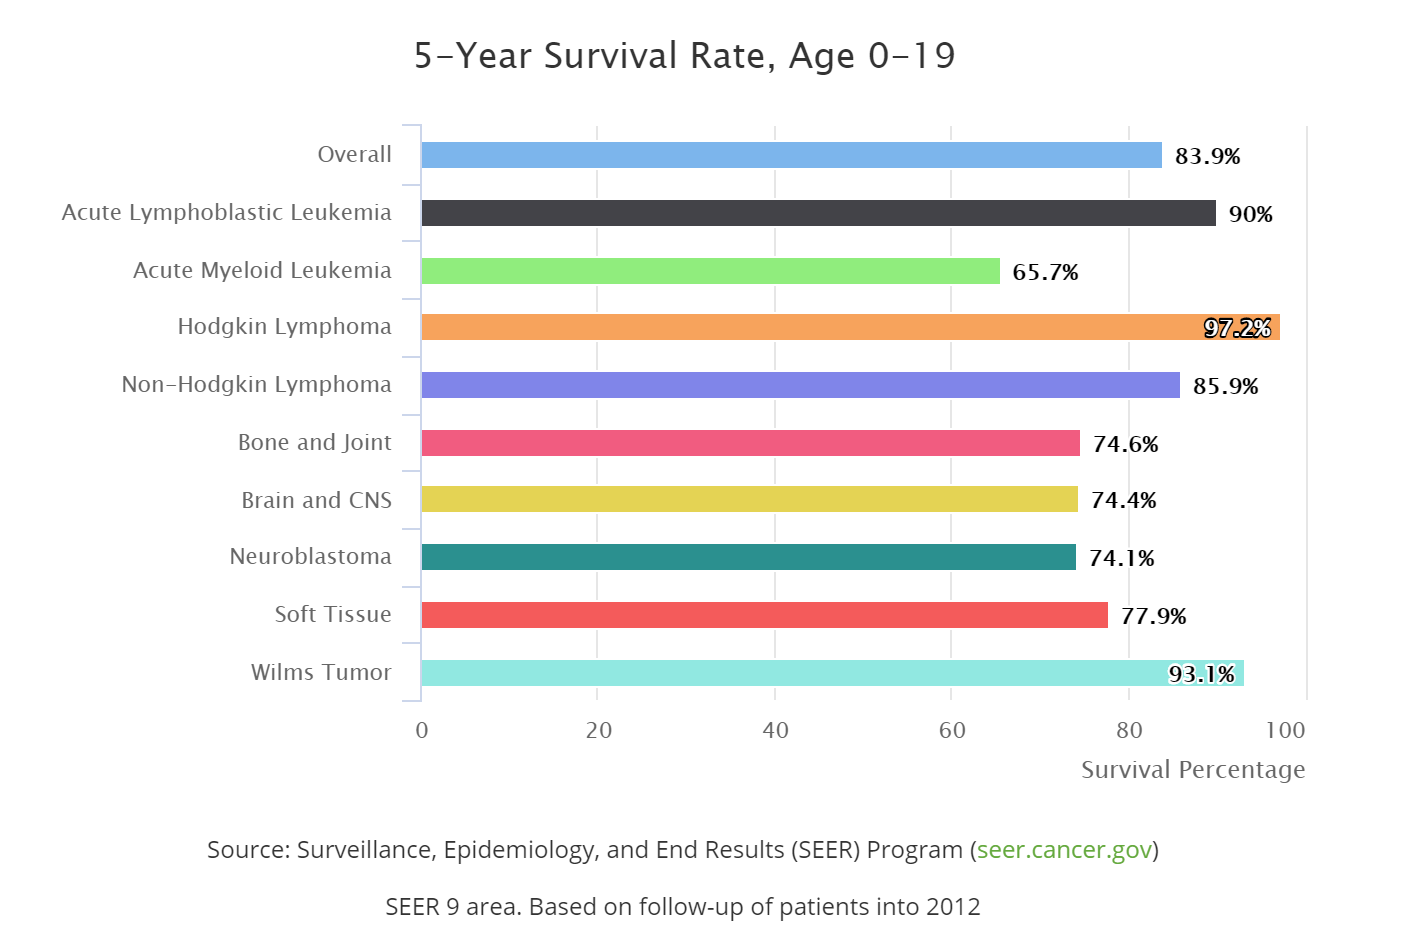 5-Year Survival Rate, Age 0-19
Overall 83.9%
Acute Lymphoblastic Leukemia 90%
Acute Myeloid Leukemia 65.7%
Hodgkin Lymphoma 97.2%
Non-Hodgkin Lymphoma 85.9%
Bone and Joint 74.6%
Brain and CNS 74.4%
Neuroblastoma 74.1%
Soft Tissue 77.9%
Wilms Tumor 93.1%
0 20 40 60 80 100
Survival Percentage
Source: Surveillance, Epidemiology, and End Results (SEER) Program (seer.cancer.gov)
SEER 9 area. Based on follow-up of patients into 2012